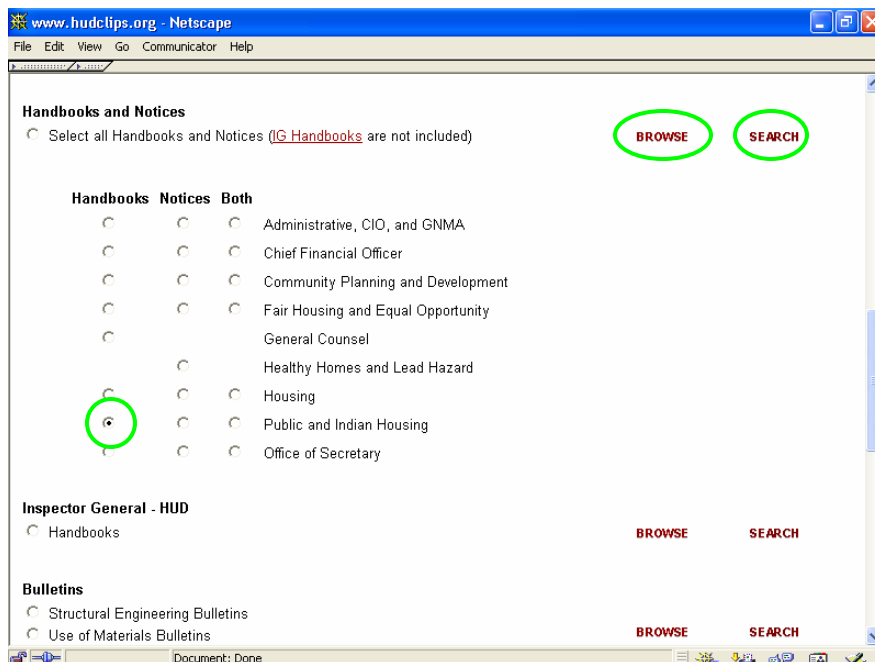 www.hudclips.org - Netscape
File Edit View Go Communicator Help
Handbooks and Notices
Select all Handbooks and Notices (IG Handbooks are not included) BROWSE SEARCH
Handbooks Notices Both
Administrative, CIO, and GNMA
Chief Financial Officer
Community Planning and Development
Fair Housing and Equal Opportunity
General Counsel
Healthy Homes and Lead Hazard
Housing
Public and Indian Housing
Office of Secretary
Inspector General - HUD
Handbooks BROWSE SEARCH
Bulletins
Structural Engineering Bulletins
Use of Materials Bulletins BROWSE SEARCH
Document: Done